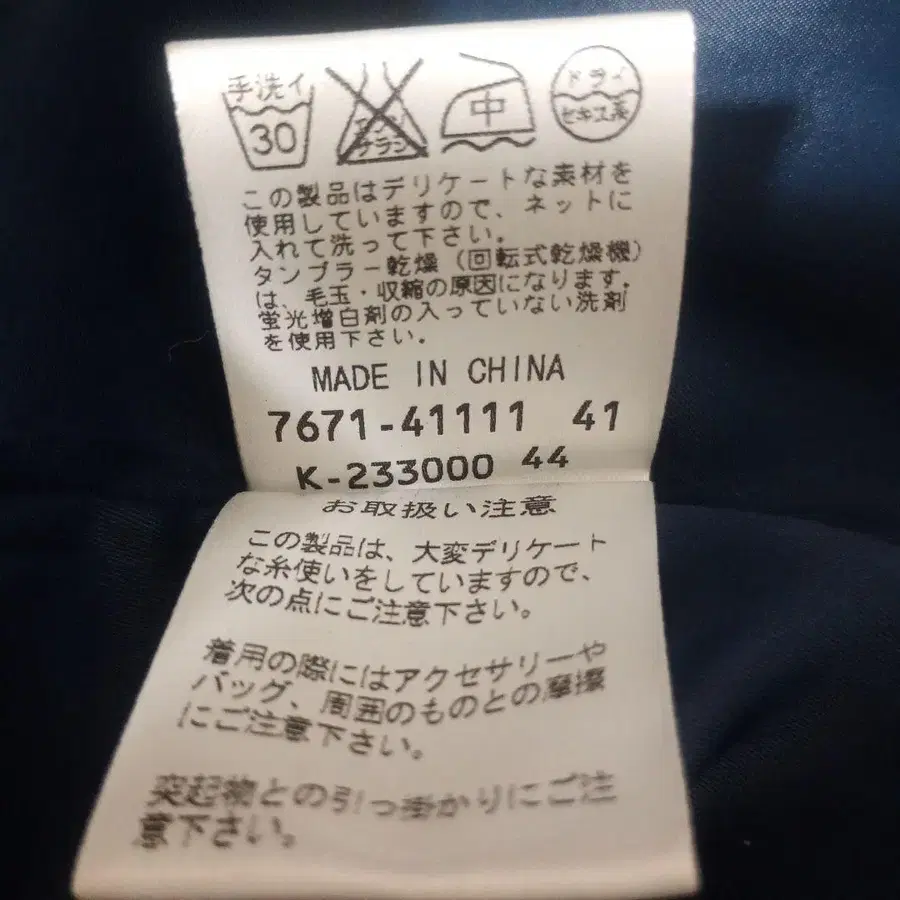 手洗イ
30
エンソ
サラシ
中
ドライ
セキユ系
この製品はデリケートな素材を
使用していますので、ネットに
入れて洗って下さい。
タンブラー乾燥（回転式乾燥機）
は、毛玉・収縮の原因になります。
蛍光増白剤の入っていない洗剤
を使用下さい。
MADE IN CHINA
7671-41111 41
K-233000 44
お取扱い注意
この製品は、大変デリケート
な糸使いをしていますので、
次の点にご注意下さい。
着用の際にはアクセサリーや
バッグ、周囲のものとの摩擦
にご注意下さい。
突起物との引っ掛かりにご注
意下さい。